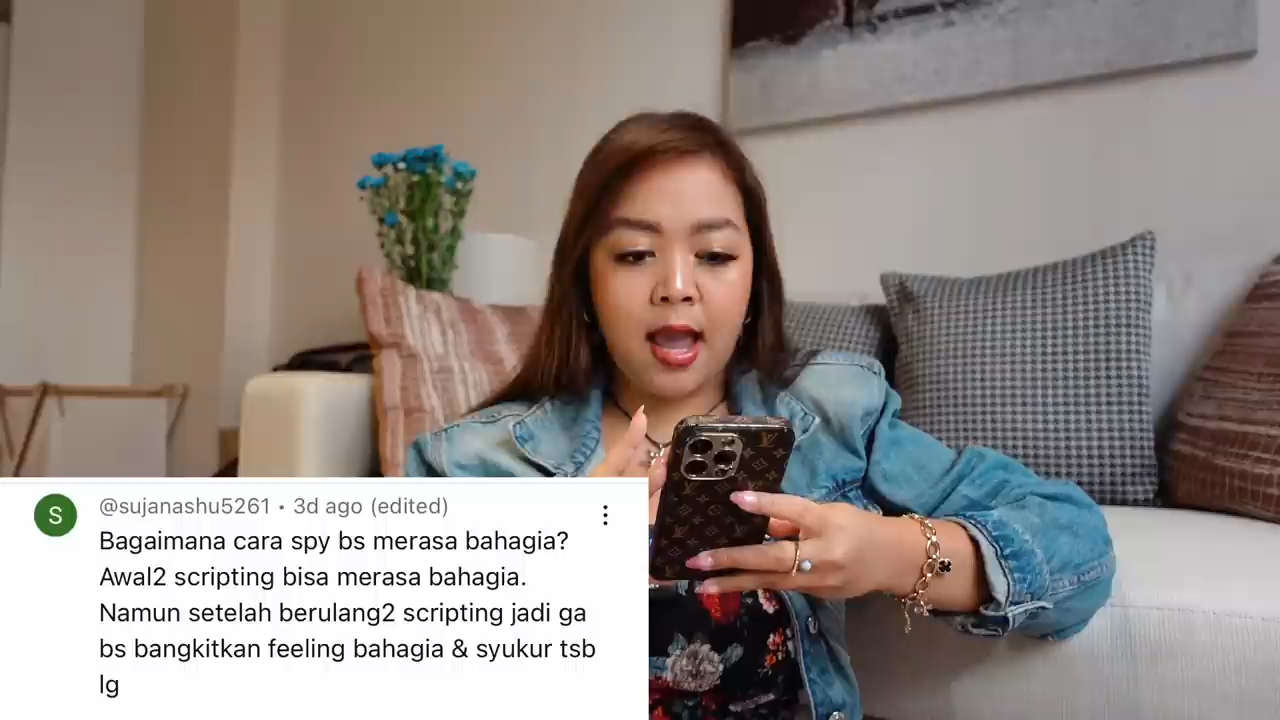 S
@sujanashu5261 • 3d ago (edited)
Bagaimana cara spy bs merasa bahagia?
Awal2 scripting bisa merasa bahagia.
Namun setelah berulang2 scripting jadi ga
bs bangkitkan feeling bahagia & syukur tsb
lg